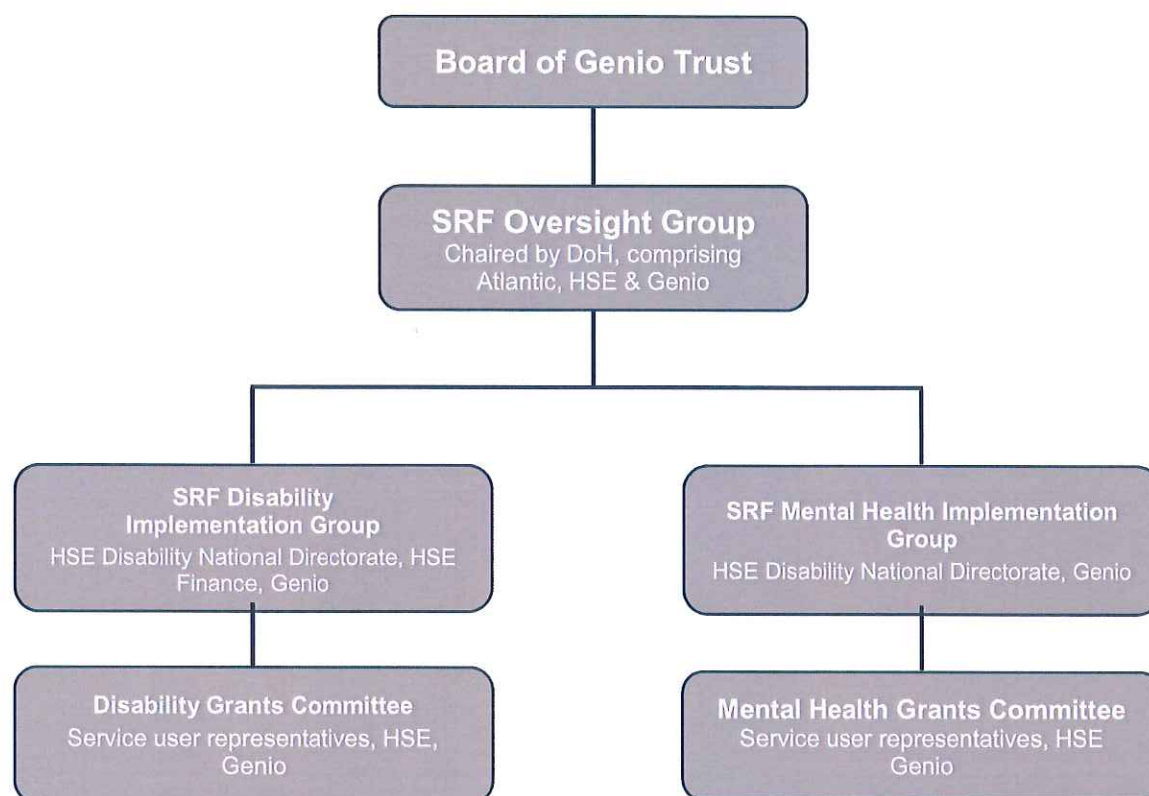 Board of Genio Trust
SRF Oversight Group
Chaired by DoH, comprising
Atlantic, HSE & Genio
SRF Disability
Implementation Group
HSE Disability National Directorate, HSE
Finance, Genio
SRF Mental Health Implementation
Group
HSE Disability National Directorate, Genio
Disability Grants Committee
Service user representatives, HSE,
Genio
Mental Health Grants Committee
Service user representatives, HSE
Genio